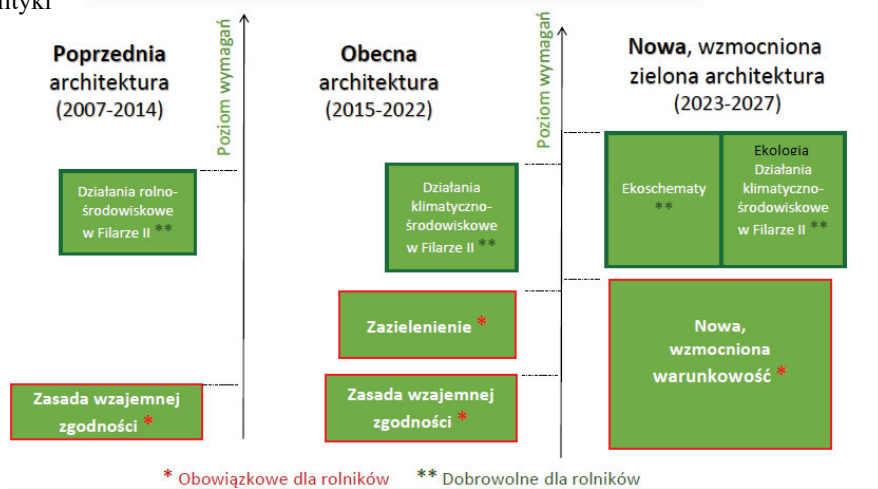 Poprzednia
architektura
(2007-2014)
Poziom wymagań
Działania rolno-
środowiskowe
w Filarze II **
Zasada wzajemnej
zgodności *
Obecna
architektura
(2015-2022)
Poziom wymagań
Działania
klimatyczno-
środowiskowe
w Filarze II **
Zazielenienie *
Zasada wzajemnej
zgodności *
Nowa, wzmocniona
zielona architektura
(2023-2027)
Ekoschematy
**
Ekologia
Działania
klimatyczno-
środowiskowe
w Filarze II **
Nowa,
wzmocniona
warunkowość *
* Obowiązkowe dla rolników ** Dobrowolne dla rolników